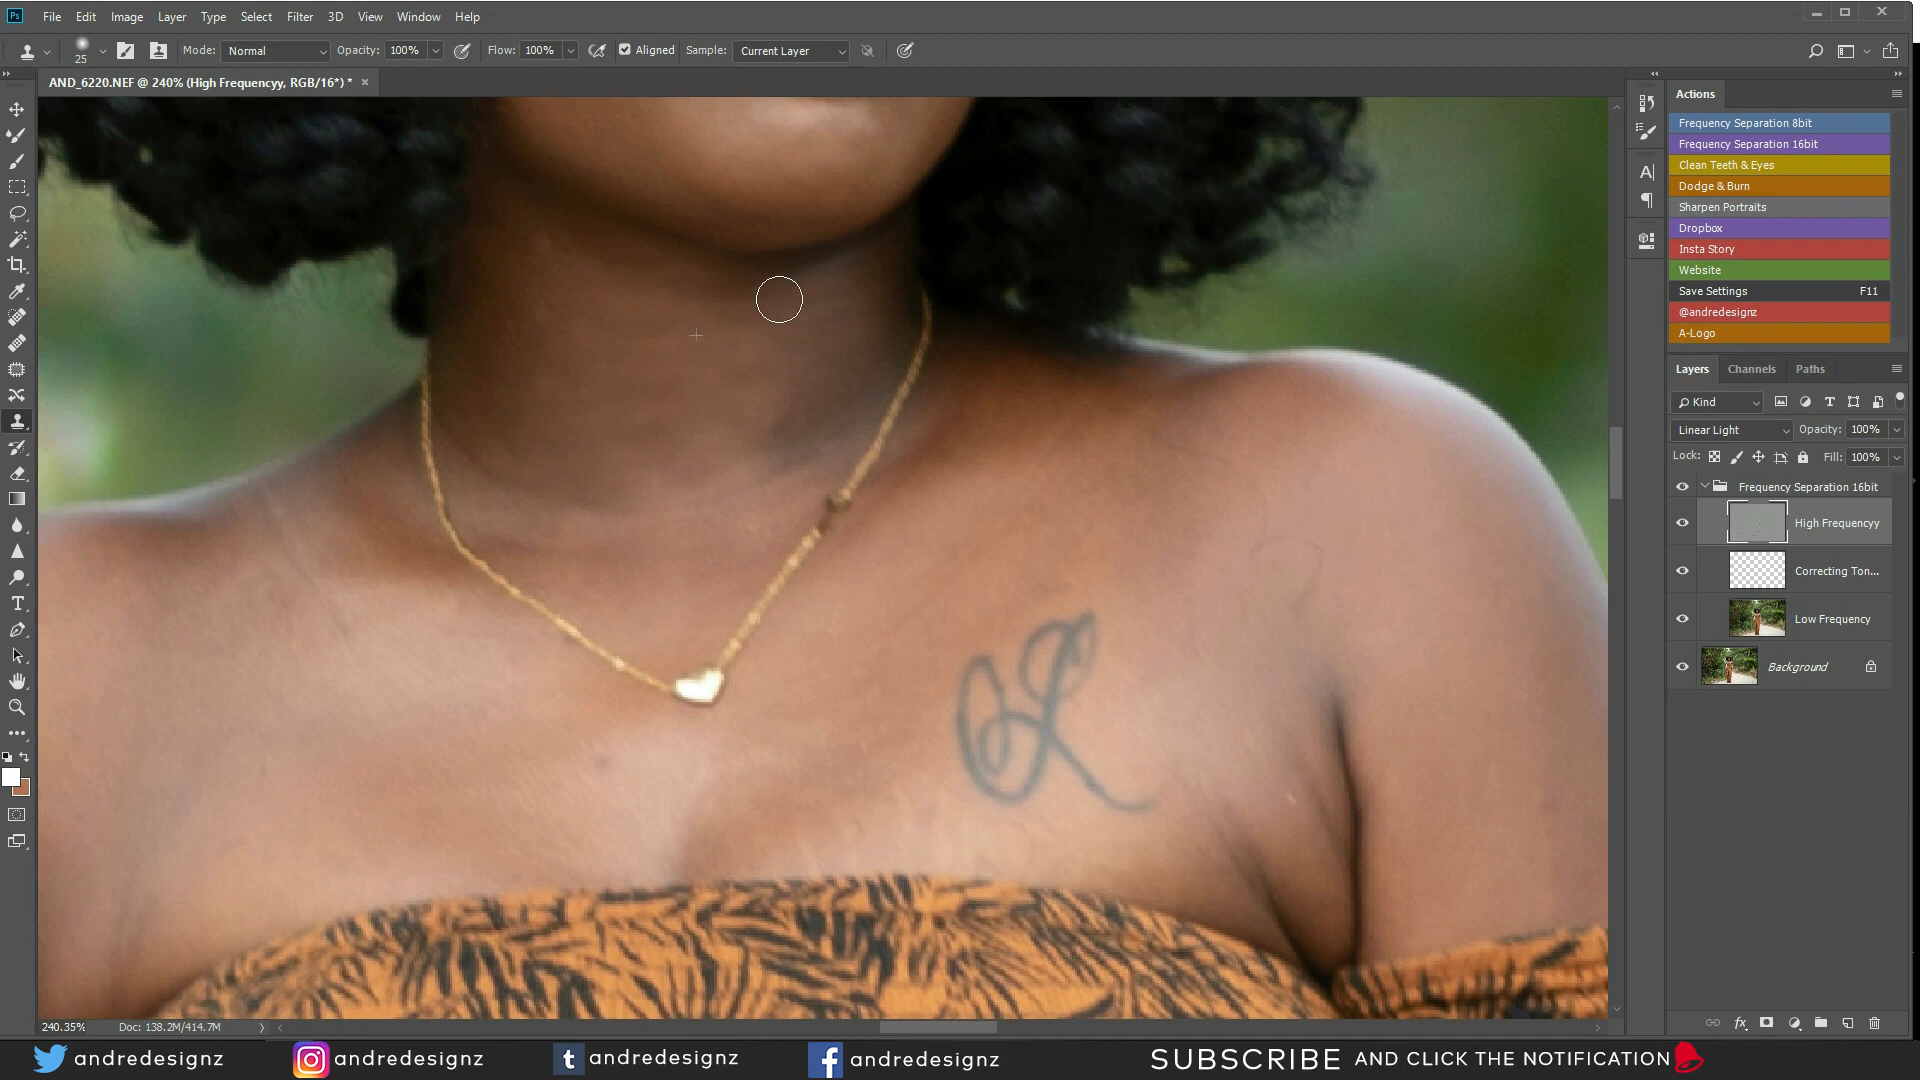 Ps File Edit Image Layer Type Select Filter 3D View Window Help
25 Mode: Normal Opacity: 100% Flow: 100% Aligned Sample: Current Layer
AND_6220.NEF @ 240% (High Frequencyy, RGB/16*) *
Actions
Frequency Separation 8bit
Frequency Separation 16bit
Clean Teeth & Eyes
Dodge & Burn
Sharpen Portraits
Dropbox
Insta Story
Website
Save Settings F11
@andredesignz
A-Logo
Layers Channels Paths
Kind
Linear Light Opacity: 100%
Lock: Fill: 100%
Frequency Separation 16bit
High Frequencyy
Correcting Ton...
Low Frequency
Background
240.35% Doc: 138.2M/414.7M
andredesignz andredesignz andredesignz andredesignz SUBSCRIBE AND CLICK THE NOTIFICATION